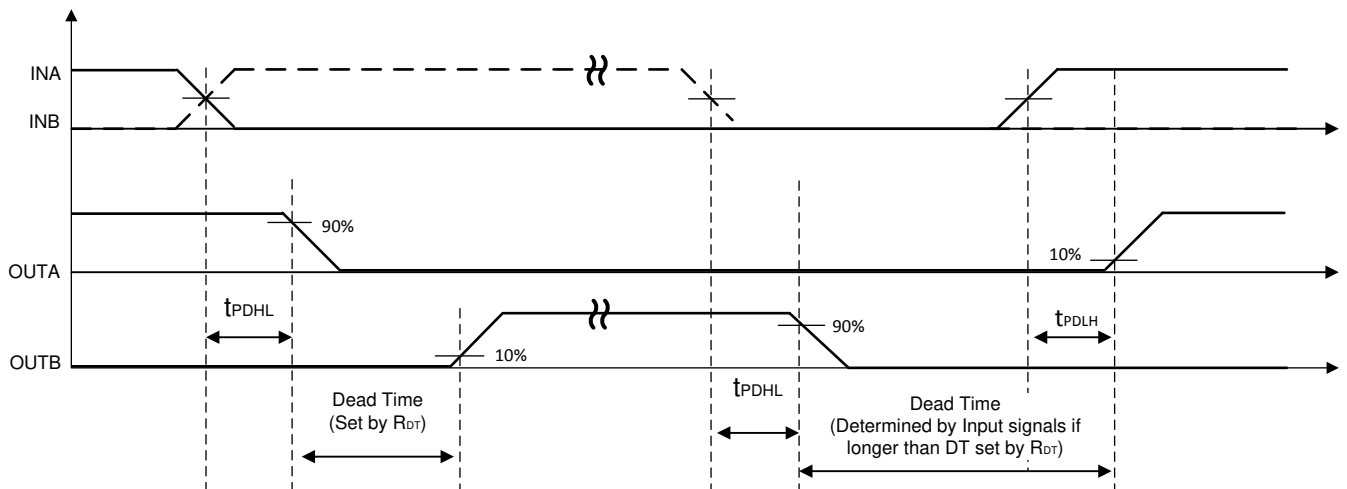 INA
INB
OUTA
90%
10%
tPDHL
tPDLH
OUTB
10%
90%
Dead Time
(Set by RDT)
tPDHL
Dead Time
(Determined by Input signals if
longer than DT set by RDT)